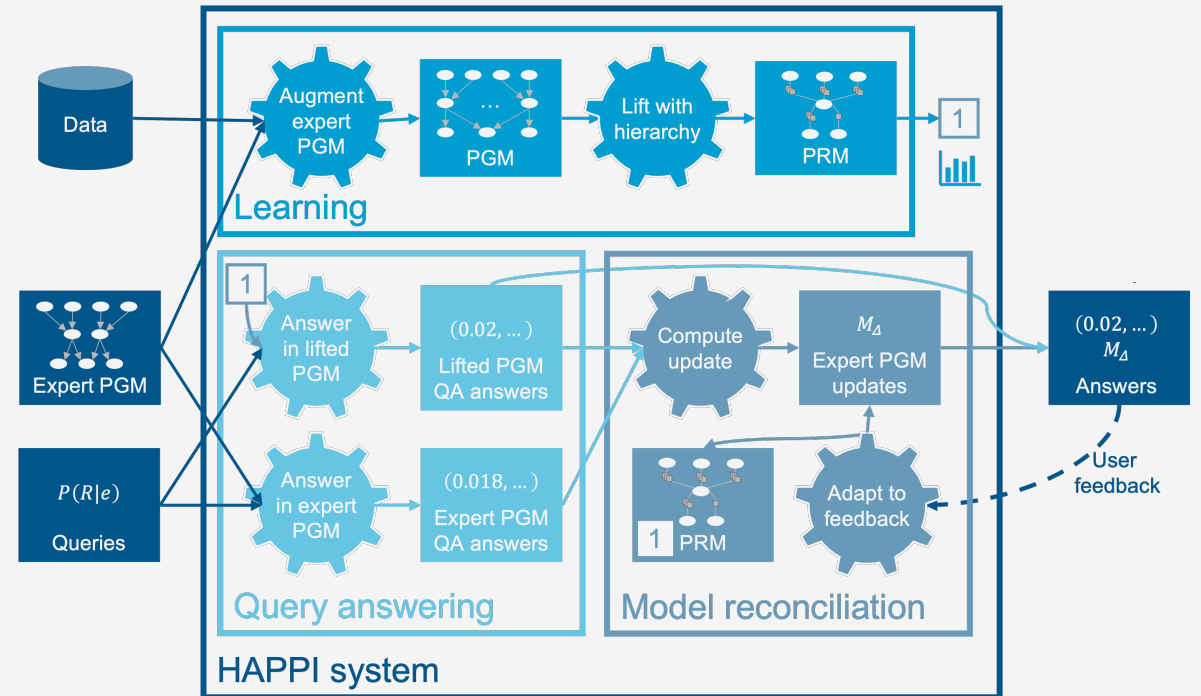 Data
Augment
expert
PGM
...
PGM
Lift with
hierarchy
PRM
1
Learning
Expert PGM
P(R|e)
Queries
1
Answer
in lifted
PGM
(0.02, …)
Lifted PGM
QA answers
Answer
in expert
PGM
(0.018, …)
Expert PGM
QA answers
Query answering
Compute
update
M_Δ
Expert PGM
updates
1
PRM
Adapt to
feedback
Model reconciliation
(0.02, …)
M_Δ
Answers
User
feedback
HAPPI system